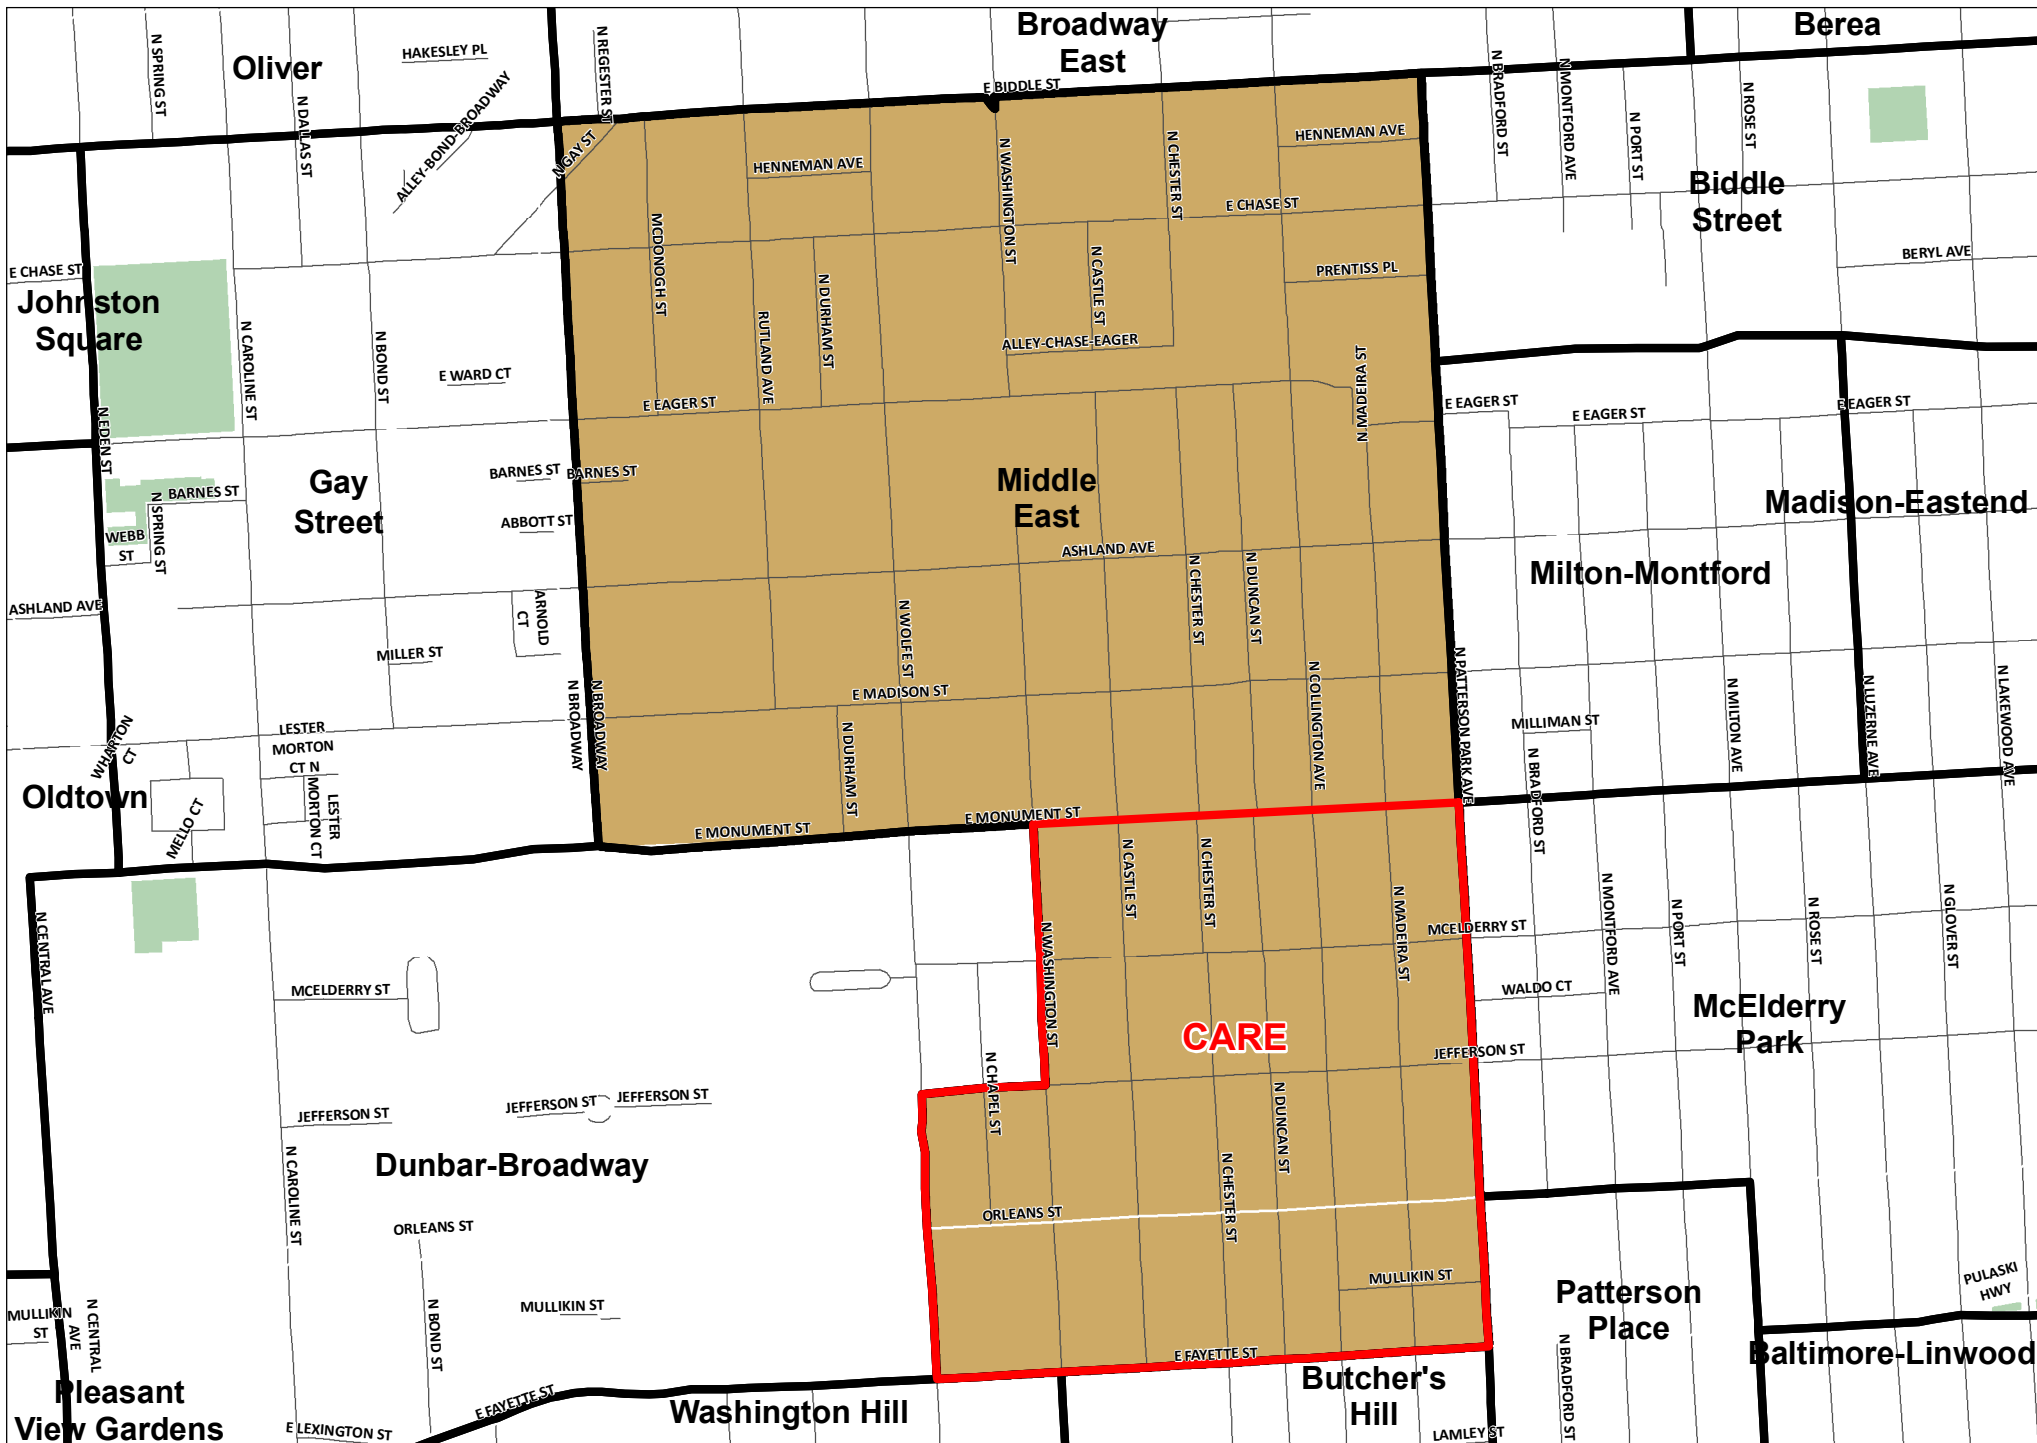 Broadway
East
Berea
Oliver
HAKESLEY PL
N SPRING ST
N DALLAS ST
ALLEY-BOND-BROADWAY
N REGESTER ST
E BIDDLE ST
N GAY ST
HENNEMAN AVE
HENNEMAN AVE
N WASHINGTON ST
N CHESTER ST
N BRADFORD ST
N MONTFORD AVE
N PORT ST
N ROSE ST
Biddle
Street
E CHASE ST
MCDONOGH ST
N CASTLE ST
PRENTISS PL
BERYL AVE
E CHASE ST
Johnston
Square
N CAROLINE ST
N BOND ST
RUTLAND AVE
N DURHAM ST
ALLEY-CHASE-EAGER
N MADEIRA ST
E WARD CT
E EAGER ST
E EAGER ST
E EAGER ST
E EAGER ST
N EDEN ST
BARNES ST
BARNES ST
BARNES ST
Gay
Street
Middle
East
Madison-Eastend
N SPRING ST
WEBB
ST
ABBOTT ST
ASHLAND AVE
N CHESTER ST
N DUNCAN ST
Milton-Montford
ASHLAND AVE
ARNOLD
CT
MILLER ST
N WOLFE ST
N COLLINGTON AVE
N PATTERSON PARK AVE
N MILTON AVE
N LUZERNE AVE
N LAKEWOOD AVE
E MADISON ST
N BROADWAY
N BROADWAY
MILLIMAN ST
WHARTON
CT
LESTER
MORTON
CT N
LESTER
MORTON CT
N DURHAM ST
N BRADFORD ST
Oldtown
MELLO CT
E MONUMENT ST
E MONUMENT ST
N CASTLE ST
N CHESTER ST
N MADEIRA ST
N MONTFORD AVE
N PORT ST
N ROSE ST
N GLOVER ST
N CENTRAL AVE
N WASHINGTON ST
MCELDERRY ST
MCELDERRY ST
WALDO CT
McElderry
Park
CARE
JEFFERSON ST
N CHAPEL ST
N DUNCAN ST
JEFFERSON ST
JEFFERSON ST
JEFFERSON ST
Dunbar-Broadway
N CAROLINE ST
N CHESTER ST
ORLEANS ST
ORLEANS ST
MULLIKIN ST
MULLIKIN ST
MULLIKIN
ST
N CENTRAL
AVE
N BOND ST
Patterson
Place
PULASKI
HWY
N BRADFORD ST
Baltimore-Linwood
E FAYETTE ST
E FAYETTE ST
Pleasant
View Gardens
E LEXINGTON ST
Washington Hill
Butcher's
Hill
LAMLEY ST